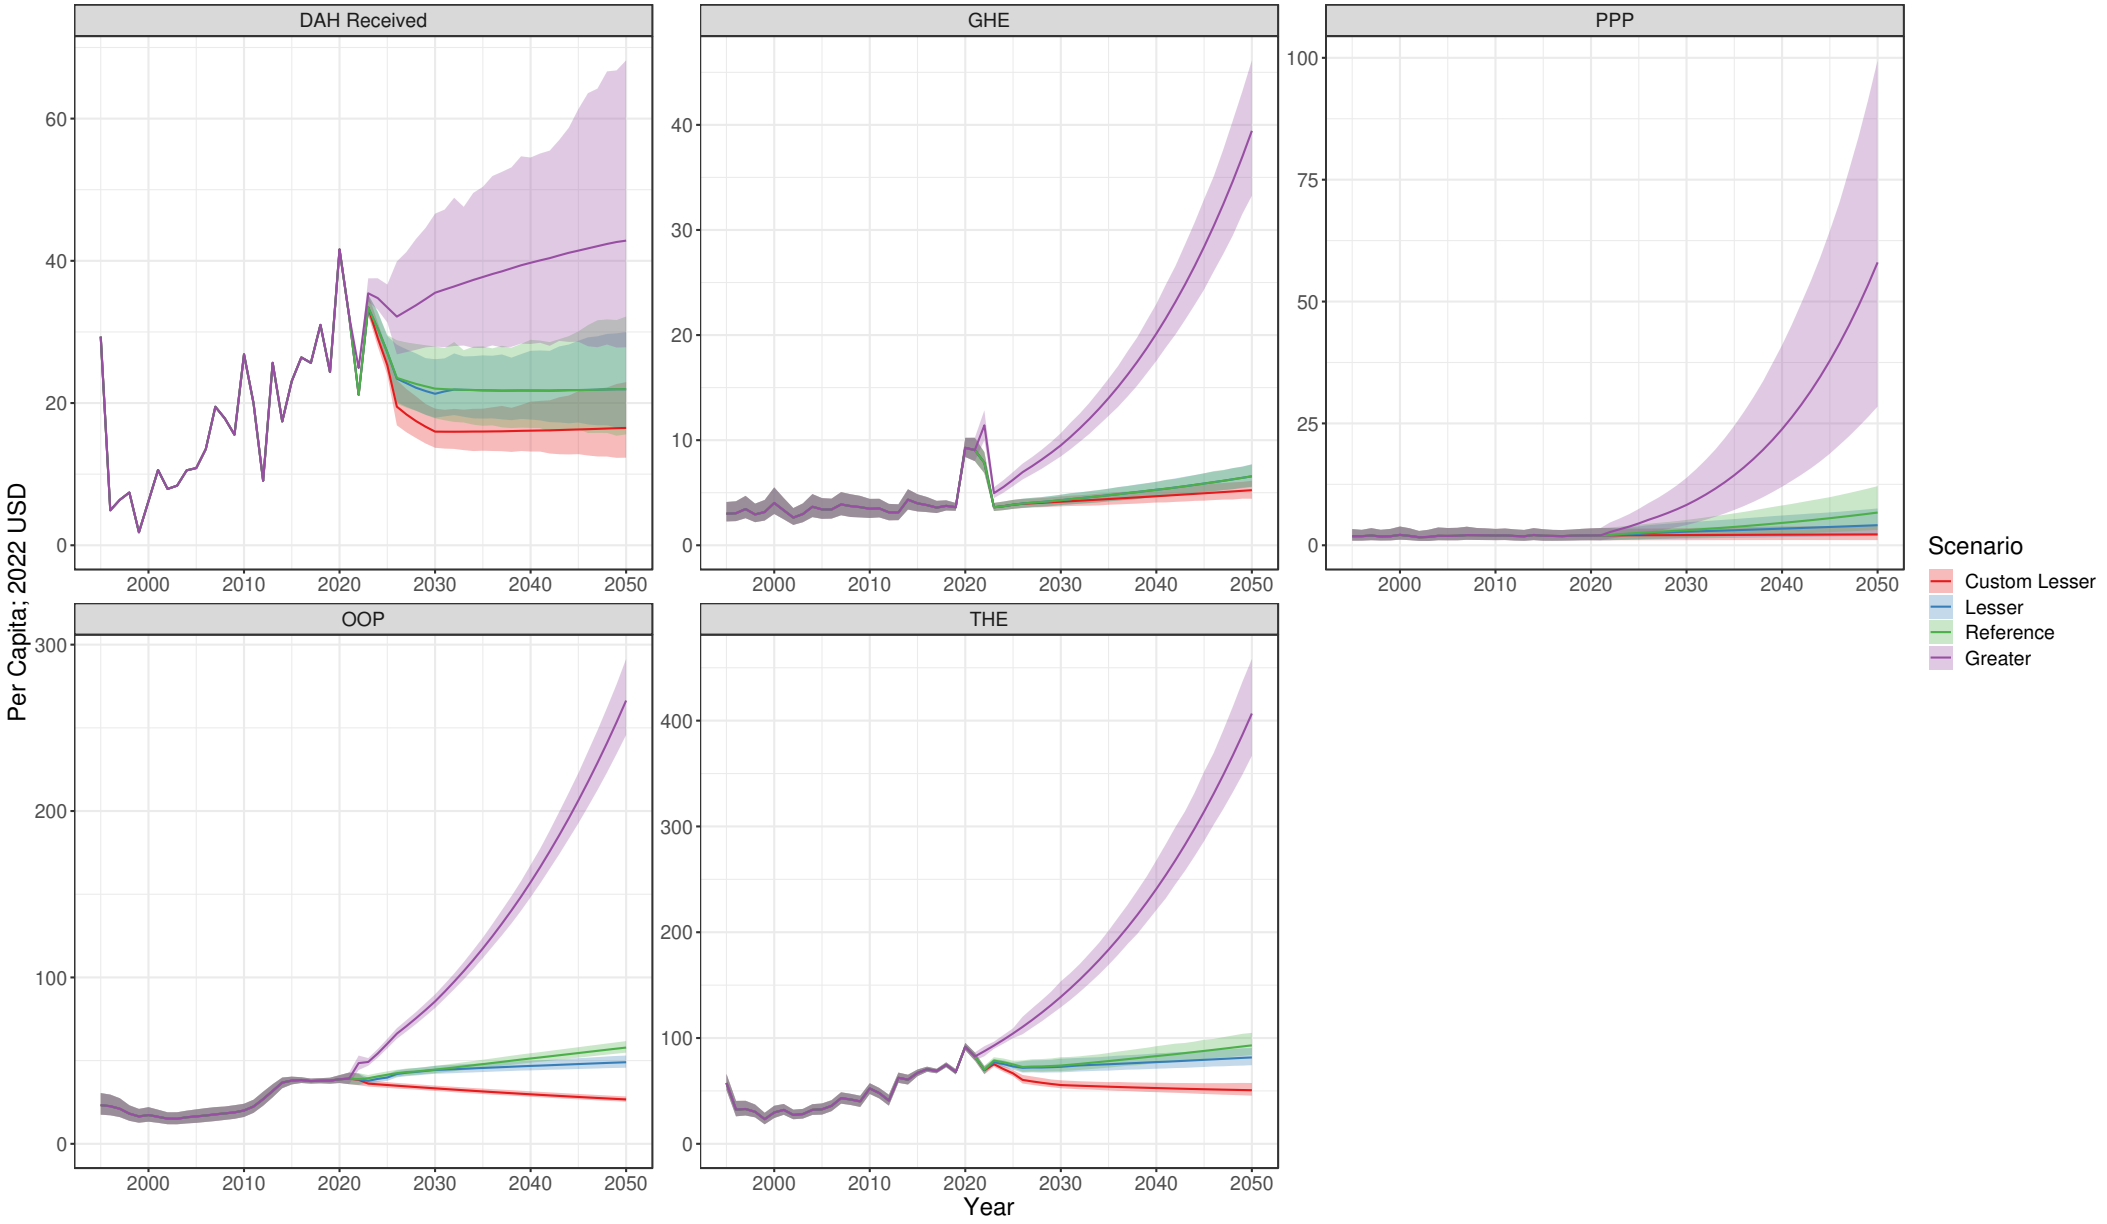 DAH Received
GHE
PPP
60
40
20
0
40
30
20
10
0
100
75
50
25
0
2000 2010 2020 2030 2040 2050
2000 2010 2020 2030 2040 2050
2000 2010 2020 2030 2040 2050
OOP
THE
300
200
100
0
400
300
200
100
0
2000 2010 2020 2030 2040 2050
2000 2010 2020 2030 2040 2050
Per Capita; 2022 USD
Year
Scenario
Custom Lesser
Lesser
Reference
Greater